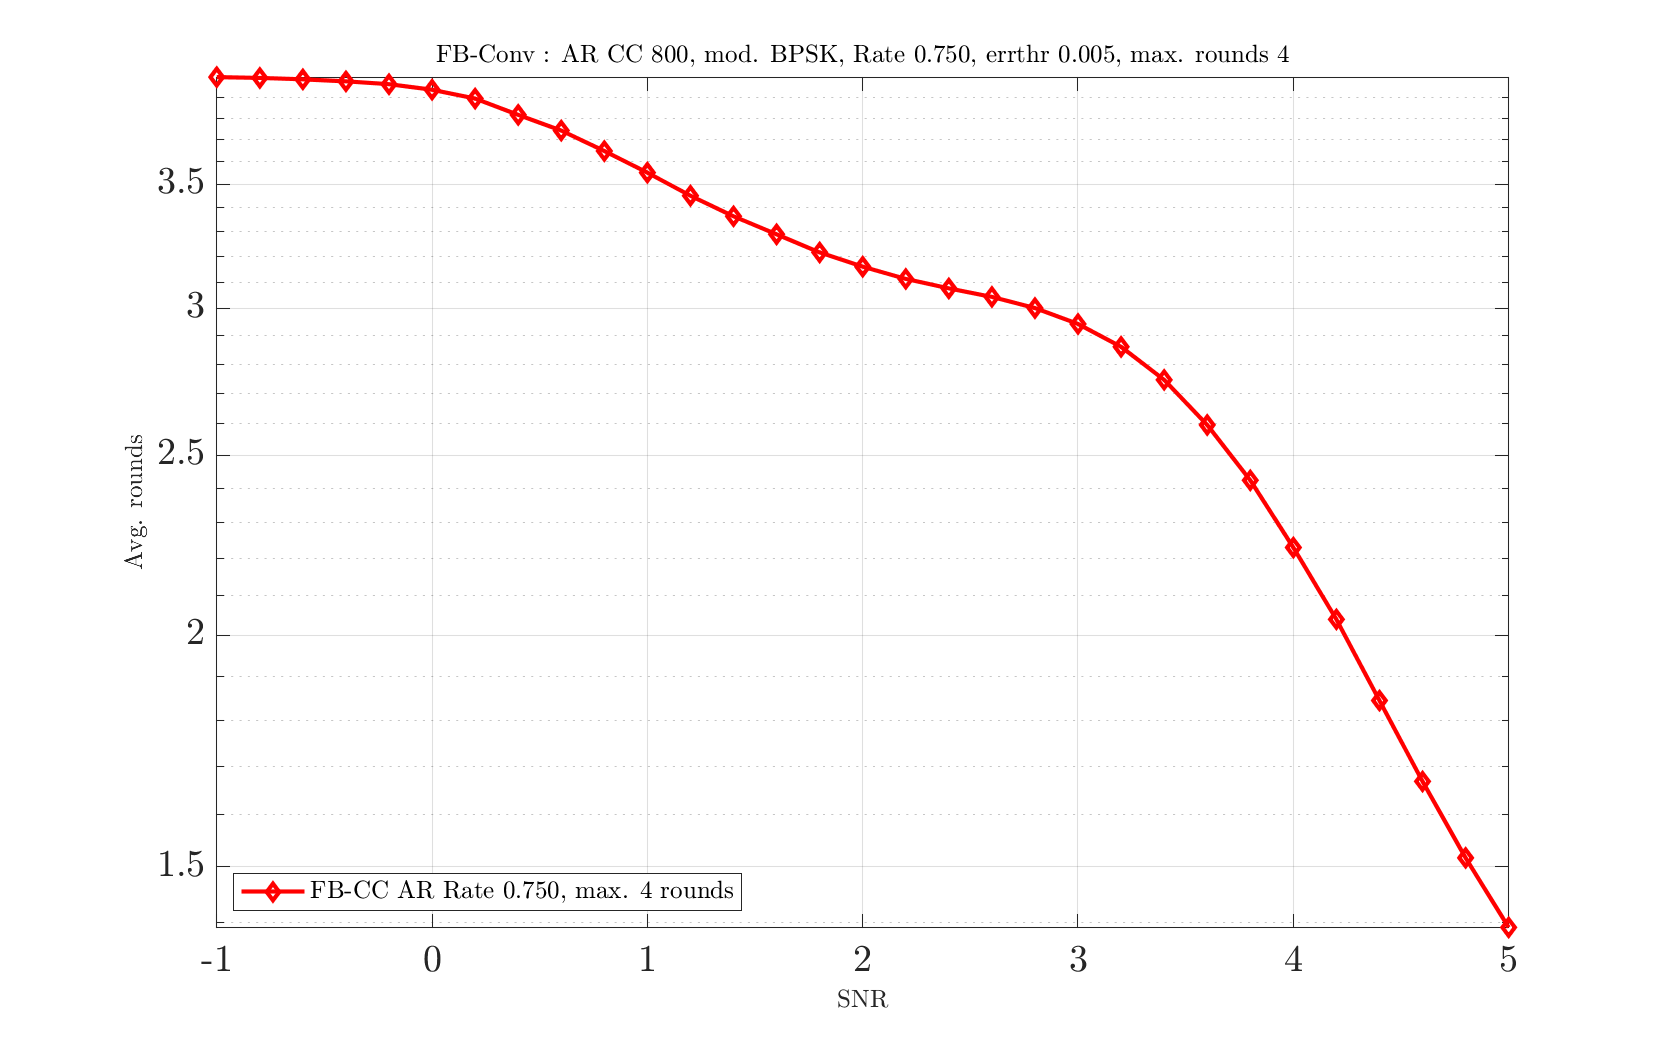 FB-Conv : AR CC 800, mod. BPSK, Rate 0.750, errthr 0.005, max. rounds 4
3.5
3
2.5
2
1.5
Avg. rounds
FB-CC AR Rate 0.750, max. 4 rounds
-1 0 1 2 3 4 5
SNR